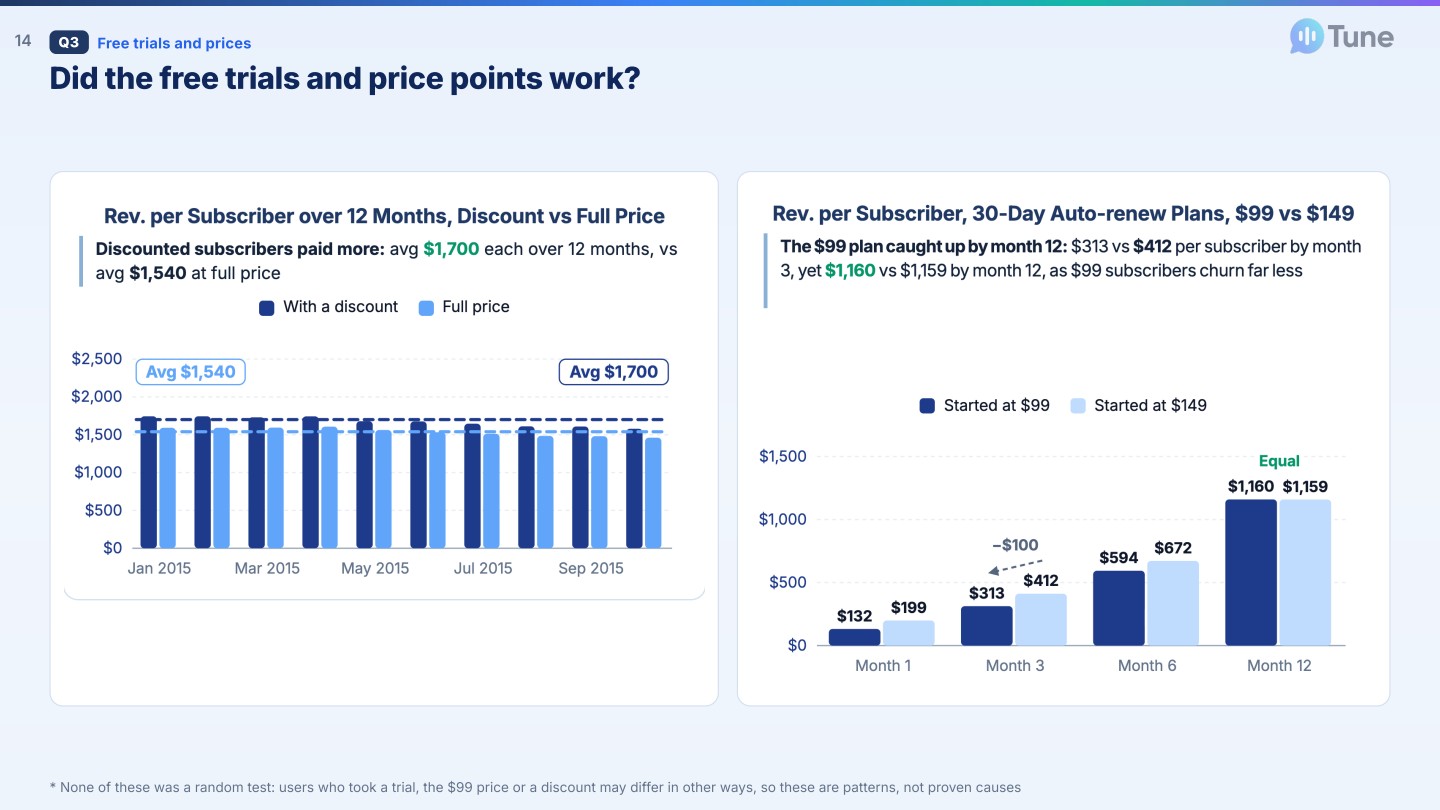 14
Q3
Free trials and prices
Tune
Did the free trials and price points work?
Rev. per Subscriber over 12 Months, Discount vs Full Price
Discounted subscribers paid more: avg $1,700 each over 12 months, vs
avg $1,540 at full price
With a discount
Full price
$2,500
$2,000
$1,500
$1,000
$500
$0
Avg $1,540
Avg $1,700
Jan 2015
Mar 2015
May 2015
Jul 2015
Sep 2015
Rev. per Subscriber, 30-Day Auto-renew Plans, $99 vs $149
The $99 plan caught up by month 12: $313 vs $412 per subscriber by month
3, yet $1,160 vs $1,159 by month 12, as $99 subscribers churn far less
Started at $99
Started at $149
$1,500
$1,000
$500
$0
$132
$199
−$100
$313
$412
$594
$672
Equal
$1,160
$1,159
Month 1
Month 3
Month 6
Month 12
* None of these was a random test: users who took a trial, the $99 price or a discount may differ in other ways, so these are patterns, not proven causes